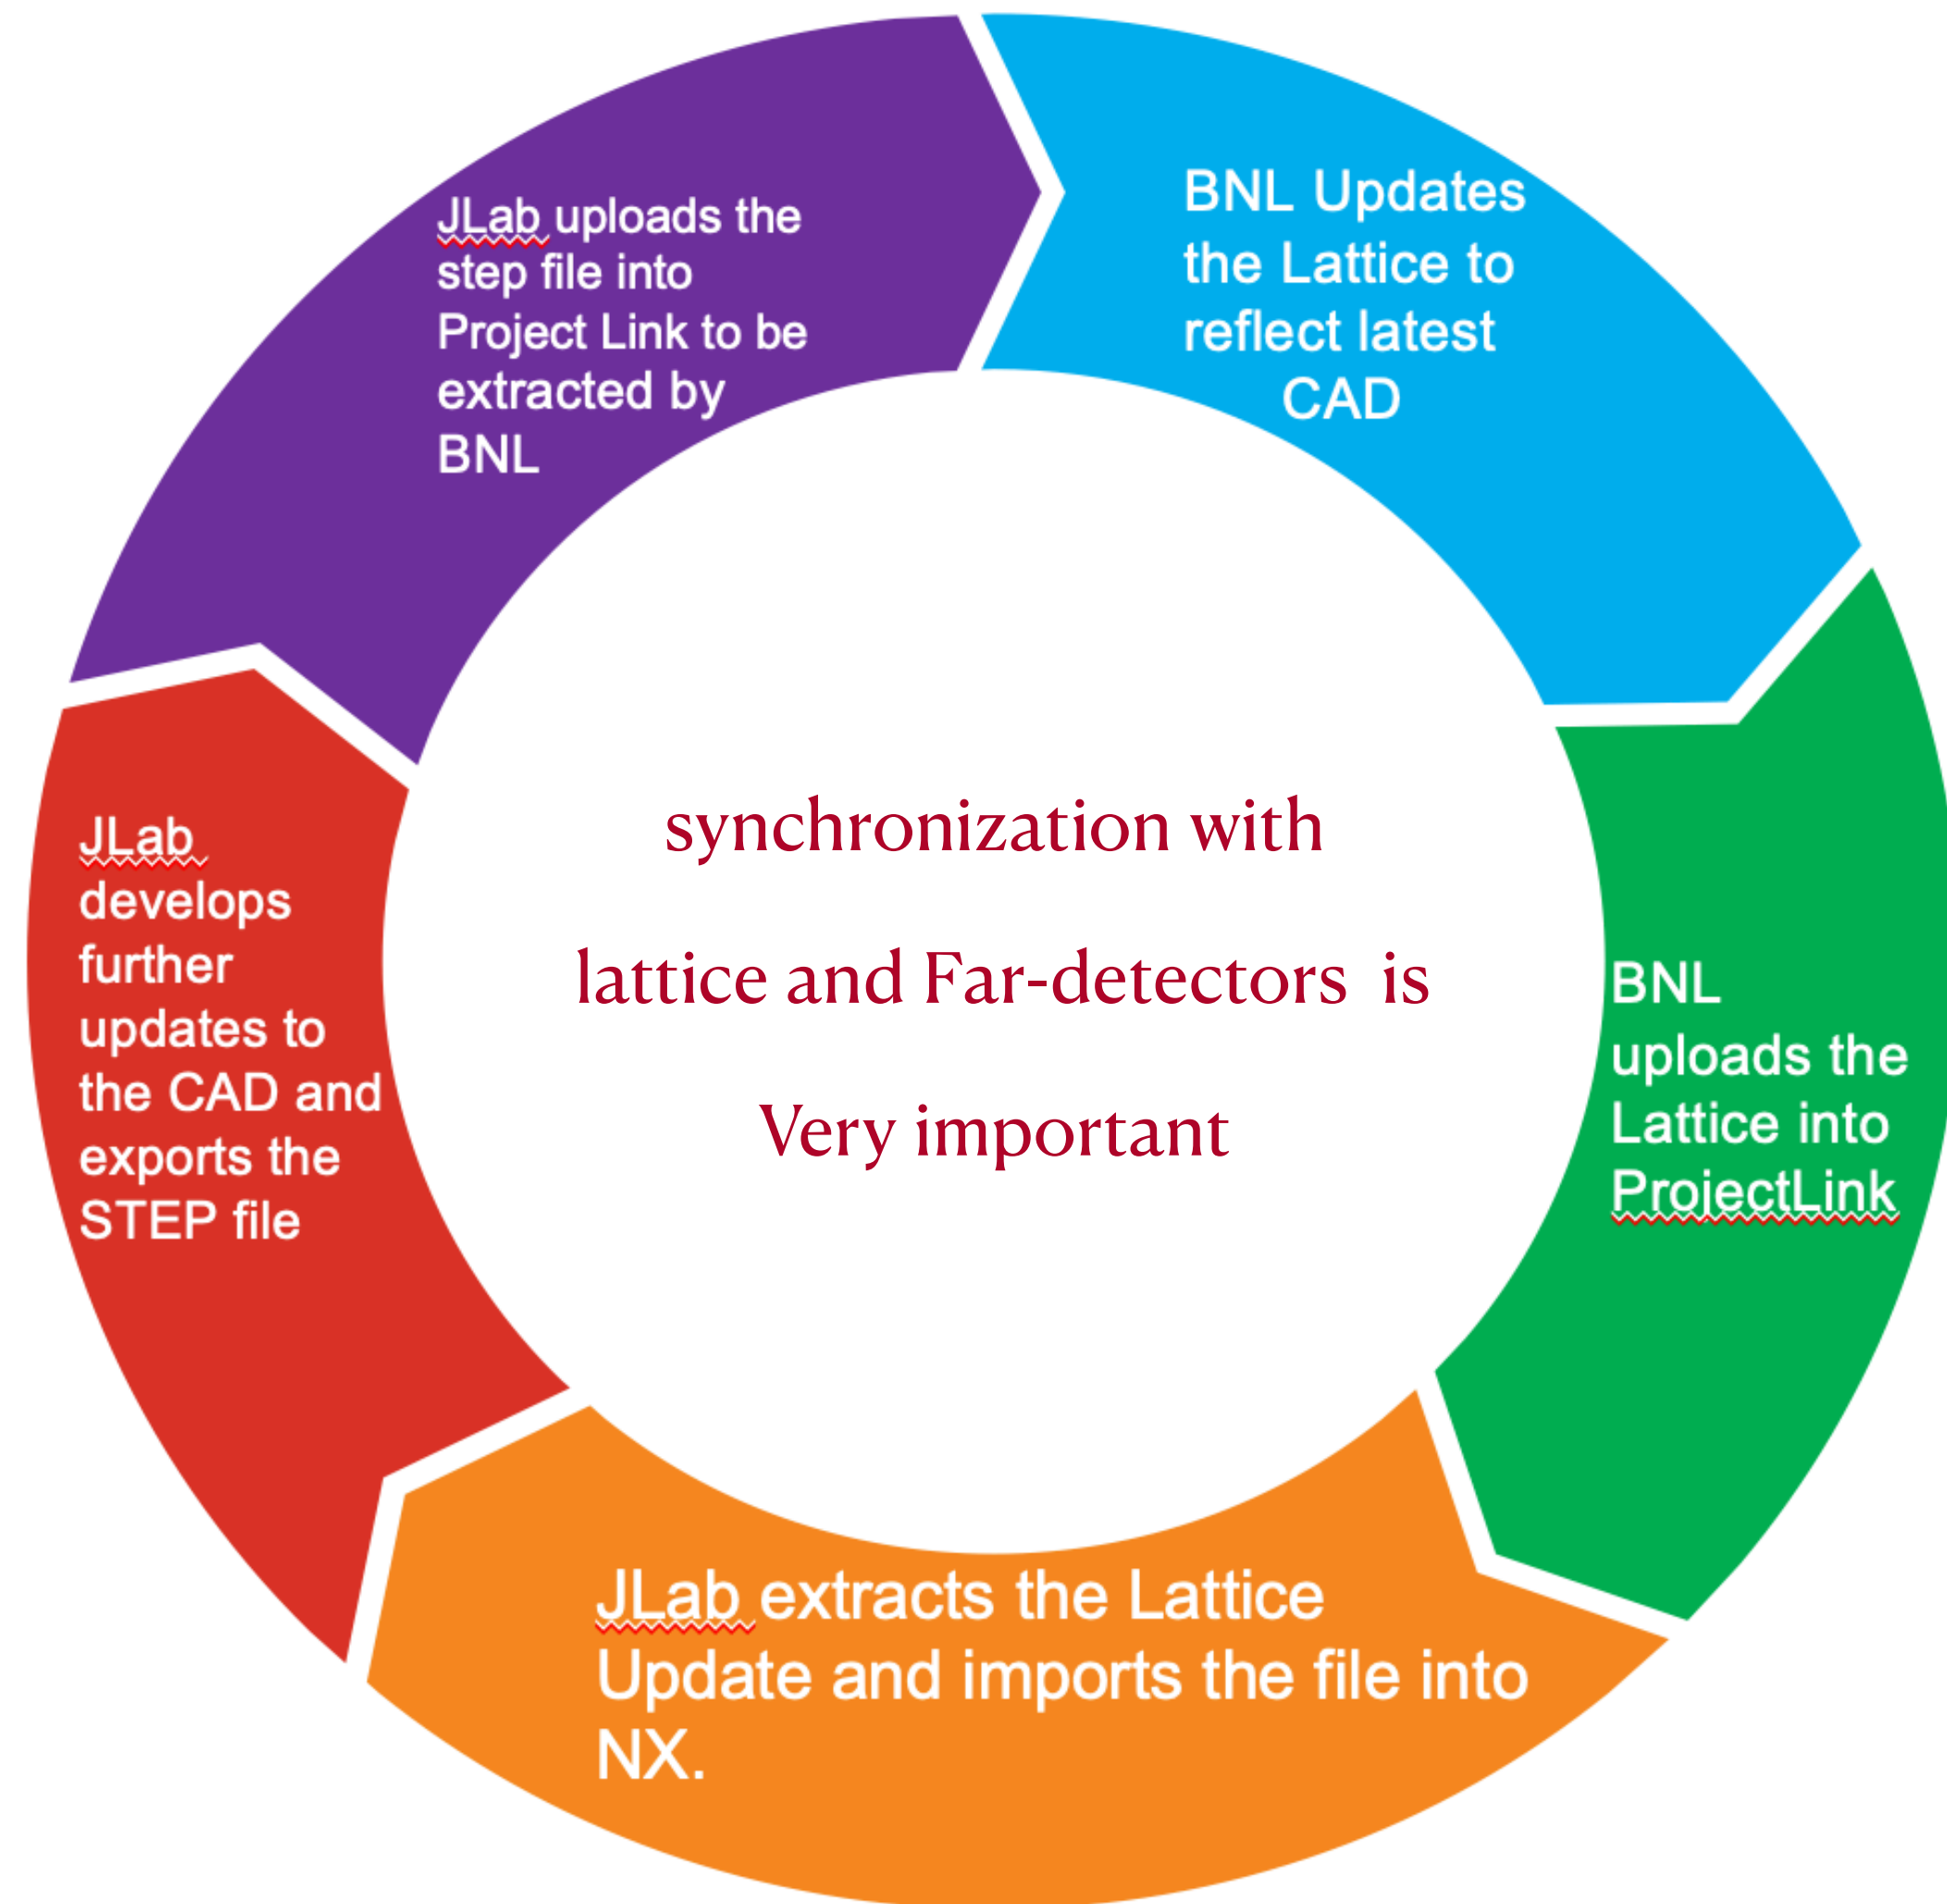 JLab uploads the
step file into
Project Link to be
extracted by
BNL
BNL Updates
the Lattice to
reflect latest
CAD
BNL
uploads the
Lattice into
ProjectLink
JLab extracts the Lattice
Update and imports the file into
NX.
JLab
develops
further
updates to
the CAD and
exports the
STEP file
synchronization with
lattice and Far-detectors is
Very important